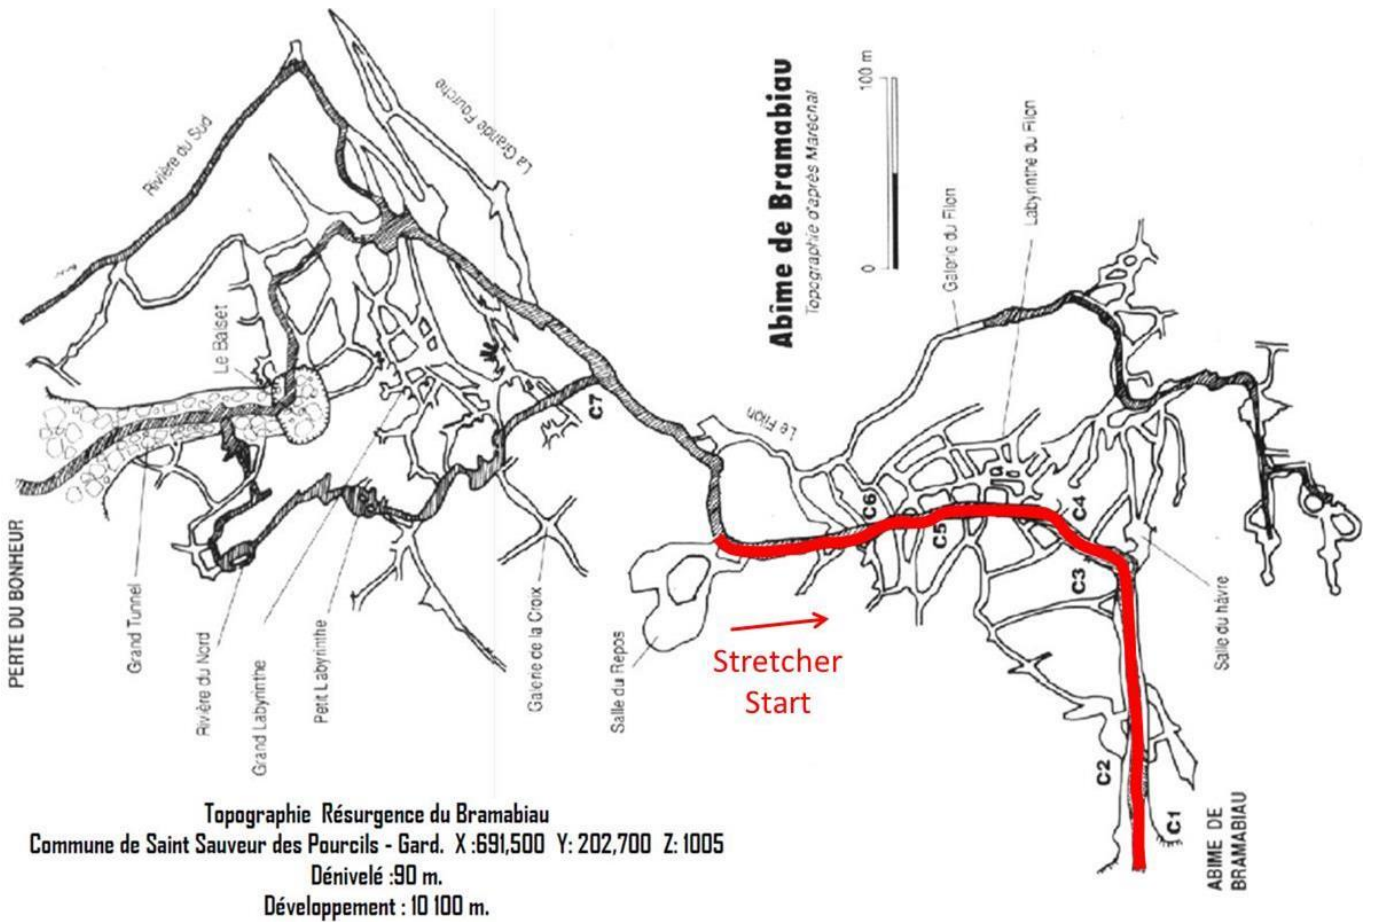 Rivière du Sud
La Grande Fourche
Abîme de Bramabiau
Topographie d'après Maréchal
100 m
0
Labyrinthe du Filon
Galerie du Filon
Le Balset
Le Filon
C7
C6
C5
C4
C3
C2
C1
PERTE DU BONHEUR
Grand Tunnel
Rivière du Nord
Grand Labyrinthe
Petit Labyrinthe
Galerie de la Croix
Salle du Repos
Stretcher
Start
Salle du havre
ABIME DE
BRAMABIAU
Topographie Résurgence du Bramabiau
Commune de Saint Sauveur des Pourcils - Gard. X :691,500 Y: 202,700 Z: 1005
Dénivelé :90 m.
Développement : 10 100 m.